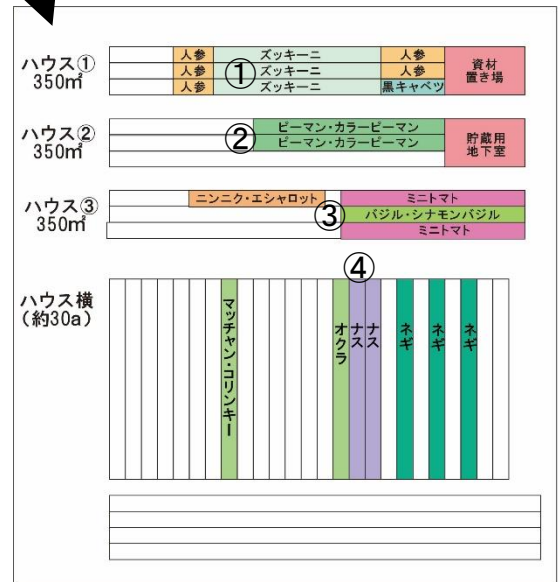 ハウス①
350㎡
人参 ズッキーニ 人参
人参 ズッキーニ 人参
人参 ズッキーニ 黒キャベツ
①
資材
置き場
ハウス②
350㎡
ピーマン・カラーピーマン
ピーマン・カラーピーマン
②
貯蔵用
地下室
ハウス③
350㎡
ニンニク・エシャロット
ミニトマト
バジル・シナモンバジル
ミニトマト
③
④
ハウス横
(約30a)
マッチャン・コリンキー
オクラ
ナス
ナス
ネギ
ネギ
ネギ